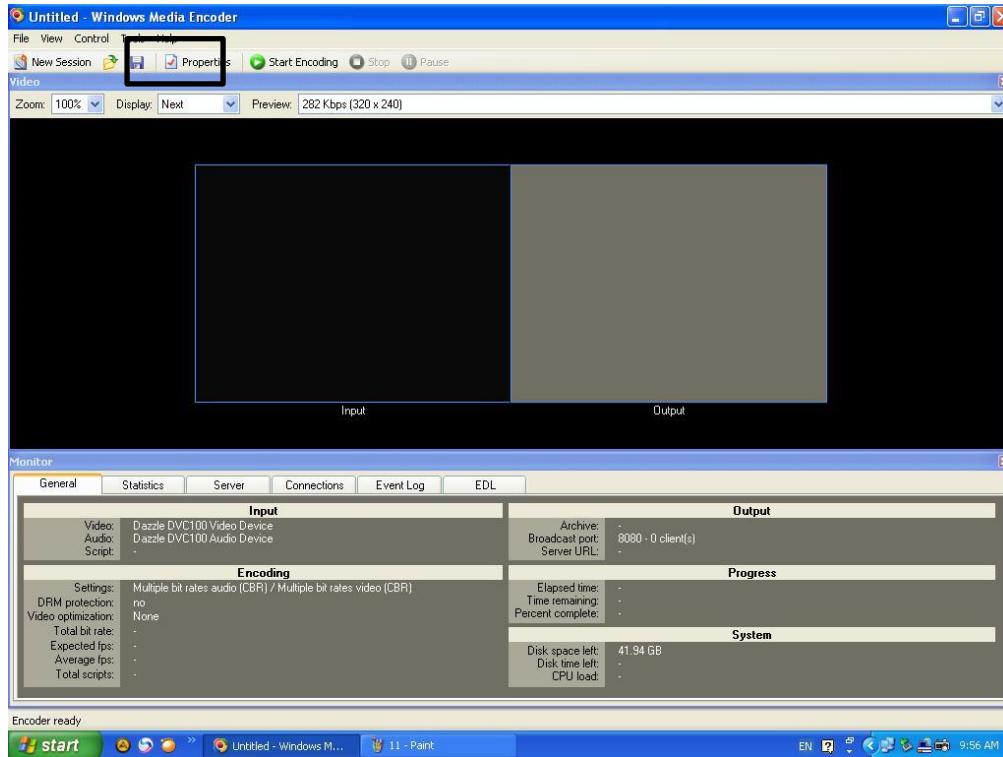 Untitled - Windows Media Encoder
File View Control Tools Help
New Session Properties Start Encoding Stop Pause
Video
Zoom: 100% Display: Next Preview: 282 Kbps (320 x 240)
Input Output
Monitor
General Statistics Server Connections Event Log EDL
Input
Video: Dazzle DVC100 Video Device
Audio: Dazzle DVC100 Audio Device
Script: -
Encoding
Settings: Multiple bit rates audio (CBR) / Multiple bit rates video (CBR)
DRM protection: no
Video optimization: None
Total bit rate: -
Expected fps: -
Average fps: -
Total scripts: -
Output
Archive: -
Broadcast port: 8080 - 0 client(s)
Server URL: -
Progress
Elapsed time: -
Time remaining: -
Percent complete: -
System
Disk space left: 41.94 GB
Disk time left: -
CPU load: -
Encoder ready
start Untitled - Windows M... 11 - Paint EN 9:56 AM